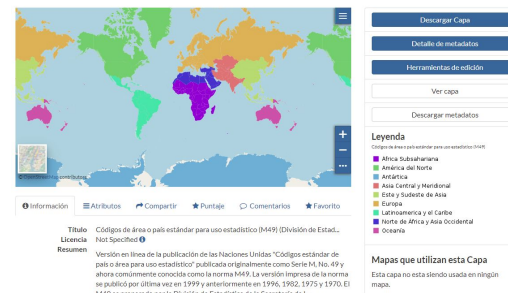 Descargar Capa
Detalle de metadatos
Herramientas de edición
Ver capa
Descargar metadatos
Leyenda
Códigos de área o país estándar para uso estadístico (M49)
África Subsahariana
América del Norte
Antártica
Asia Central y Meridional
Este y Sudeste de Asia
Europa
Latinoamerica y el Caribe
Norte de África y Asia Occidental
Oceanía
Mapas que utilizan esta Capa
Esta capa no esta siendo usada en ningún
mapa.
© OpenStreetMap contributors
Información Atributos Compartir Puntaje Comentarios Favorito
Título Códigos de área o país estándar para uso estadístico (M49) (División de Estad...
Licencia Not Specified
Resumen Versión en línea de la publicación de las Naciones Unidas "Códigos estándar de
país o área para uso estadístico" publicada originalmente como Serie M, No. 49 y
ahora comúnmente conocida como la norma M49. La versión impresa de la norma
se publicó por última vez en 1999 y anteriormente en 1996, 1982, 1975 y 1970. El